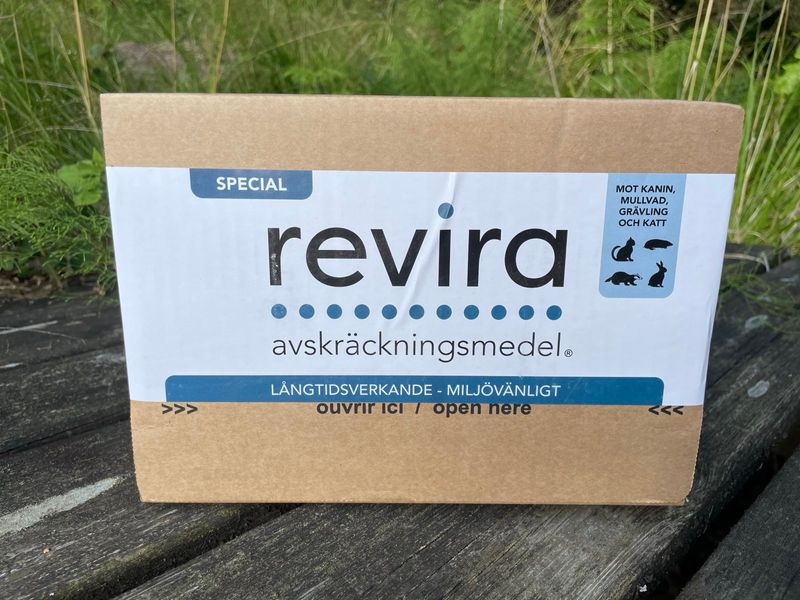 SPECIAL
MOT KANIN,
MULLVAD,
GRÄVLING
OCH KATT
revira
avskräckningsmedel®
LÅNGTIDSVERKANDE - MILJÖVÄNLIGT
>>> ouvrir ici / open here <<<